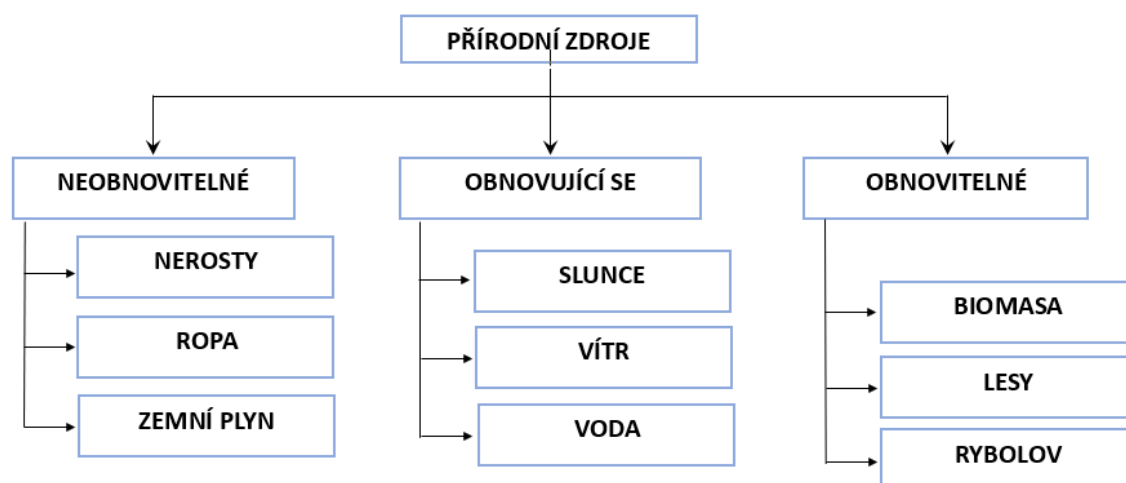 PŘÍRODNÍ ZDROJE
NEOBNOVITELNÉ
NEROSTY
ROPA
ZEMNÍ PLYN
OBNOVUJÍCÍ SE
SLUNCE
VÍTR
VODA
OBNOVITELNÉ
BIOMASA
LESY
RYBOLOV